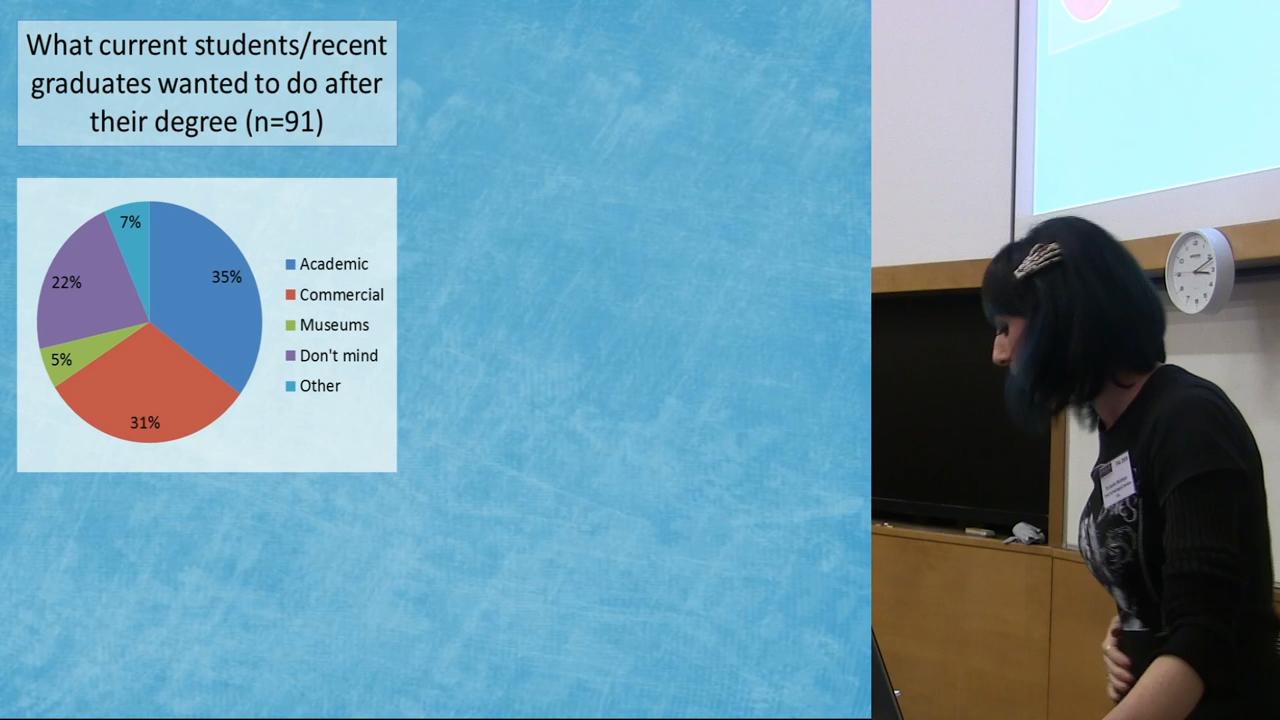 What current students/recent
graduates wanted to do after
their degree (n=91)
7%
35%
22%
5%
31%
Academic
Commercial
Museums
Don't mind
Other